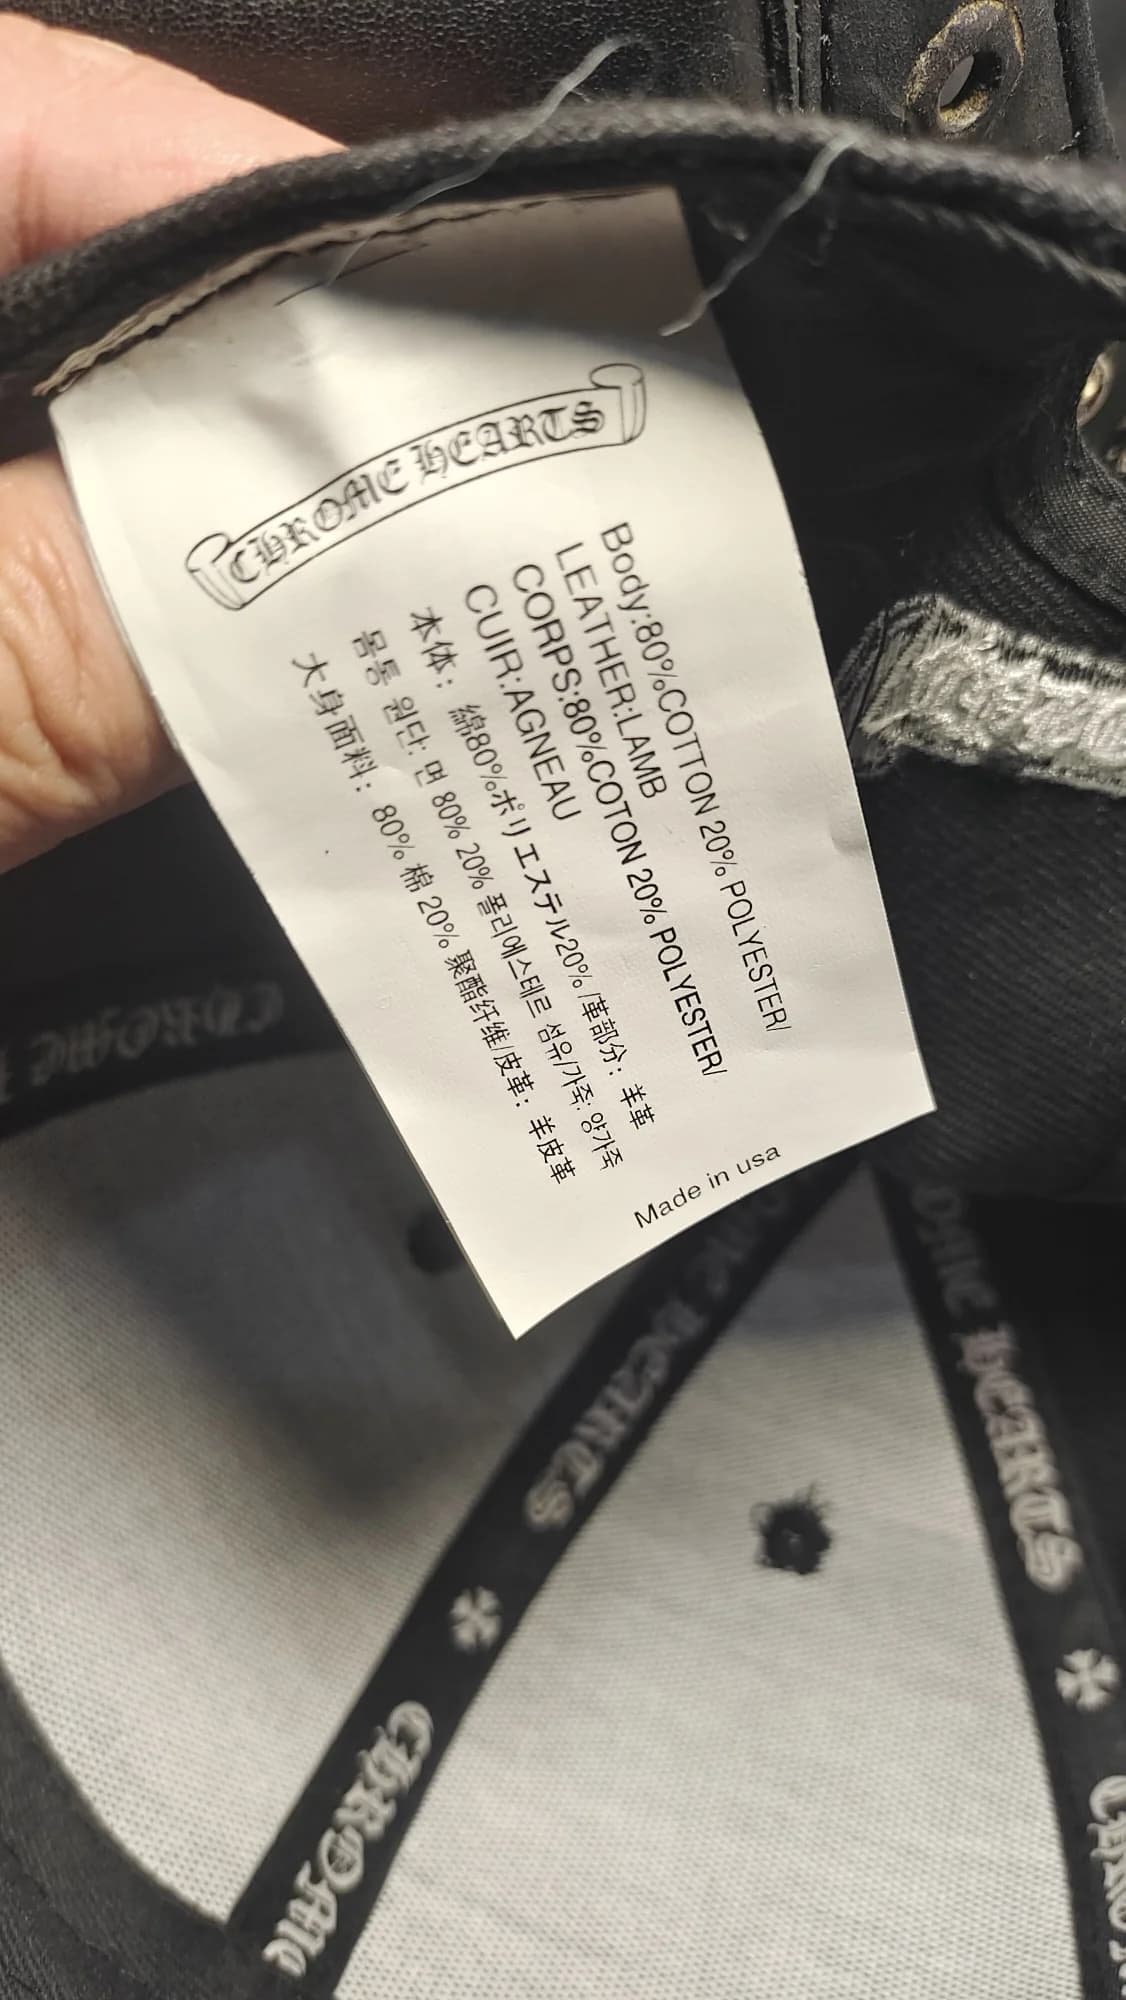 CHROME HEARTS
Body:80%COTTON 20% POLYESTER/
LEATHER:LAMB
CORPS:80%COTON 20% POLYESTER/
CUIR:AGNEAU
本体：綿80%ポリエステル20%/革部分：羊革
몸통 원단: 면 80% 20% 폴리에스테르 섬유/가죽: 양가죽
大身面料：80% 棉 20% 聚酯纤维/皮革：羊皮革
Made in usa
CHROME
HEARTS
CHROME
HEARTS